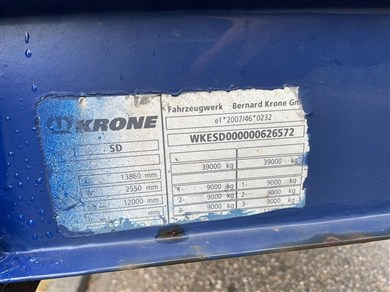 KRONE
Fahrzeugwerk Bernard Krone Gm
e1*2007/46*0232
WKESD000000626572
SD
39000 kg 39000 kg
13860 mm
W: 2550 mm 1- 9000 kg 1- 9000 kg
12000 mm 2- 9000 kg 2- 9000 kg
3- 9000 kg 3- 9000 kg